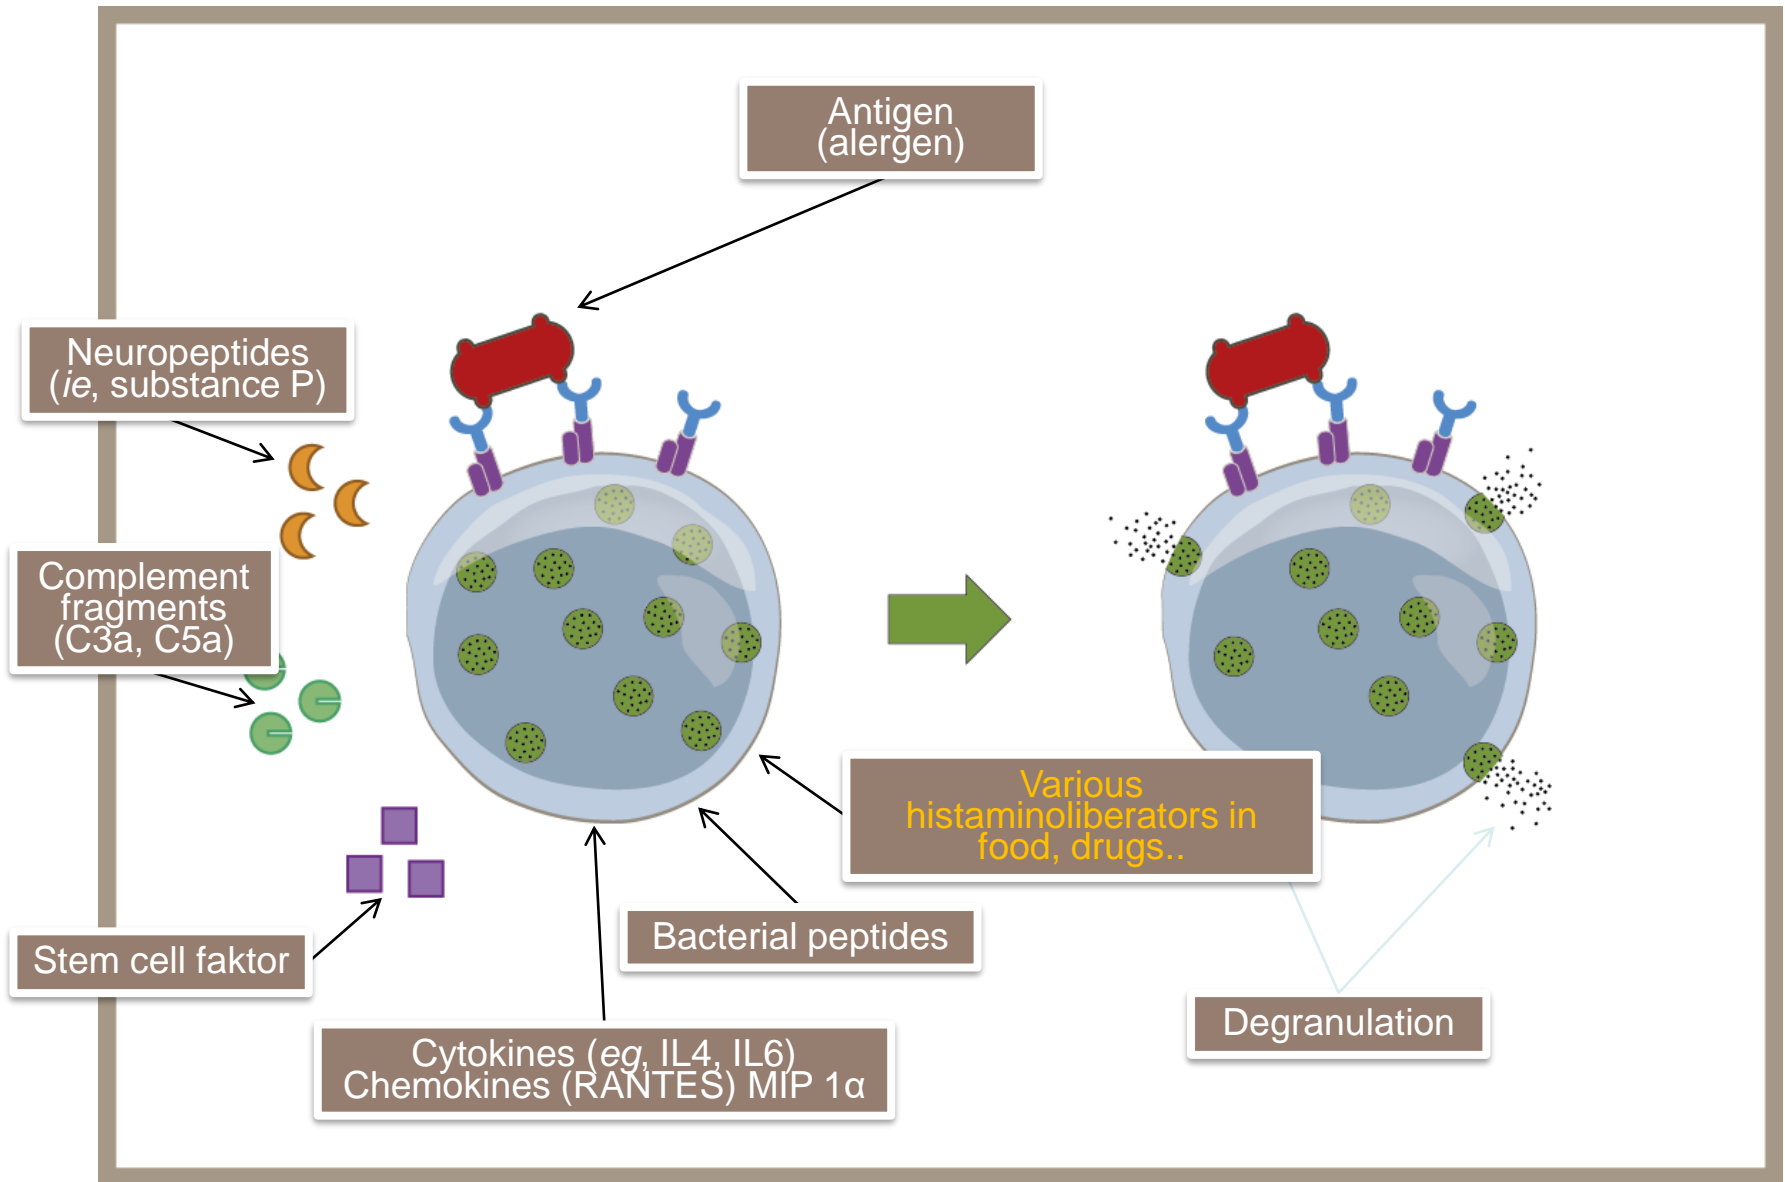 Antigen
(alergen)
Neuropeptides
(ie, substance P)
Complement
fragments
(C3a, C5a)
Various
histaminoliberators in
food, drugs..
Bacterial peptides
Stem cell faktor
Degranulation
Cytokines (eg, IL4, IL6)
Chemokines (RANTES) MIP 1α